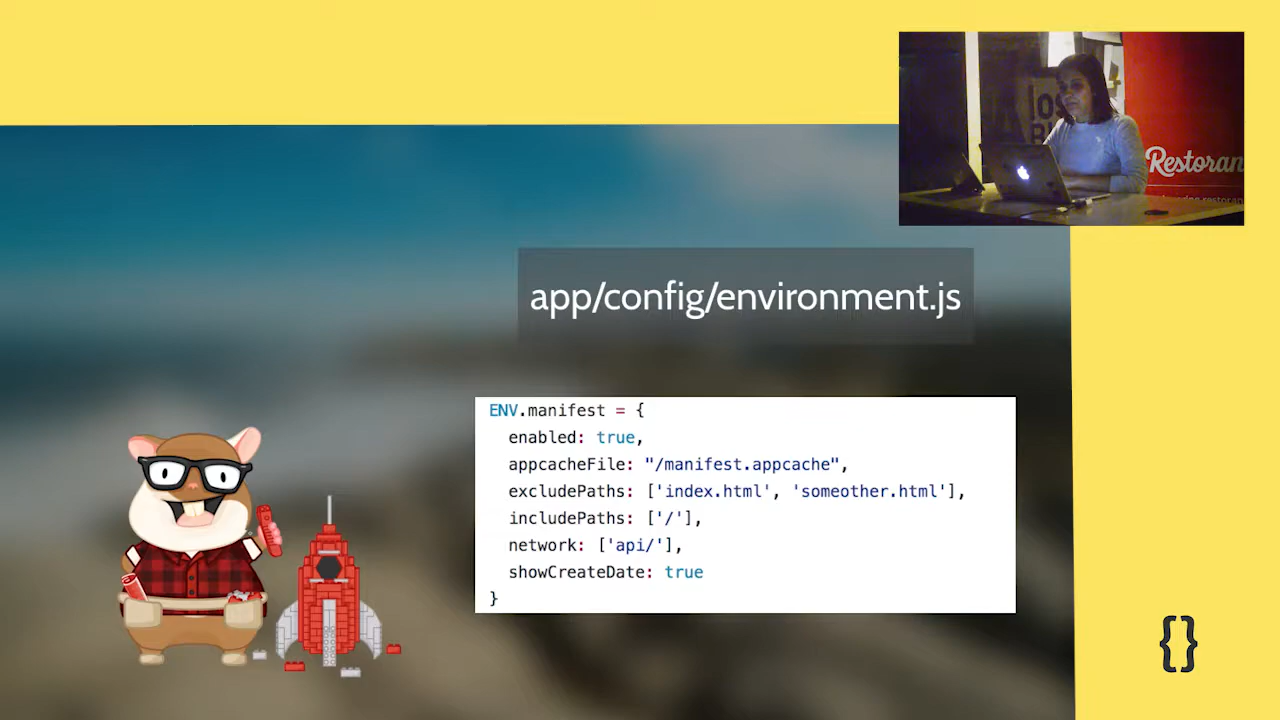 Restoran
app/config/environment.js
ENV.manifest = {
enabled: true,
appcacheFile: "/manifest.appcache",
excludePaths: ['index.html', 'someother.html'],
includePaths: ['/'],
network: ['api/'],
showCreateDate: true
}
{}